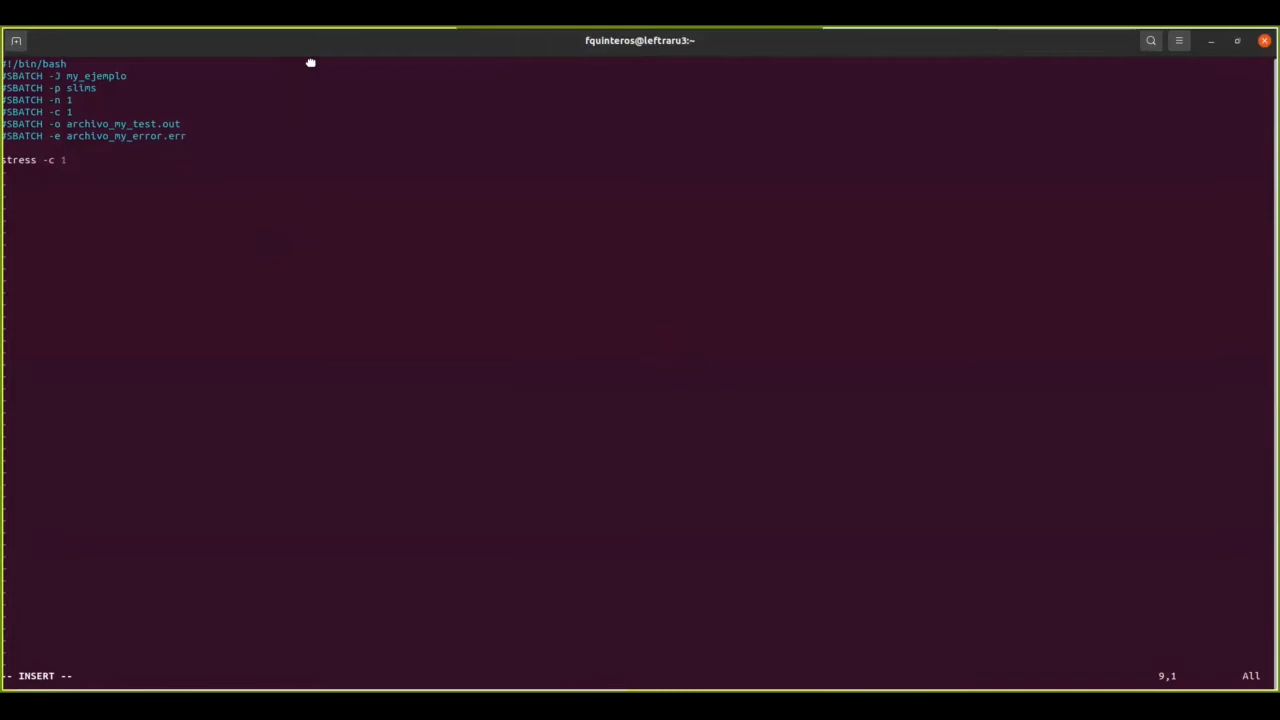 fquinteros@leftraru3:~
#!/bin/bash
#SBATCH -J my_ejemplo
#SBATCH -p slims
#SBATCH -n 1
#SBATCH -c 1
#SBATCH -o archivo_my_test.out
#SBATCH -e archivo_my_error.err
stress -c 1
-- INSERT --
9,1
All